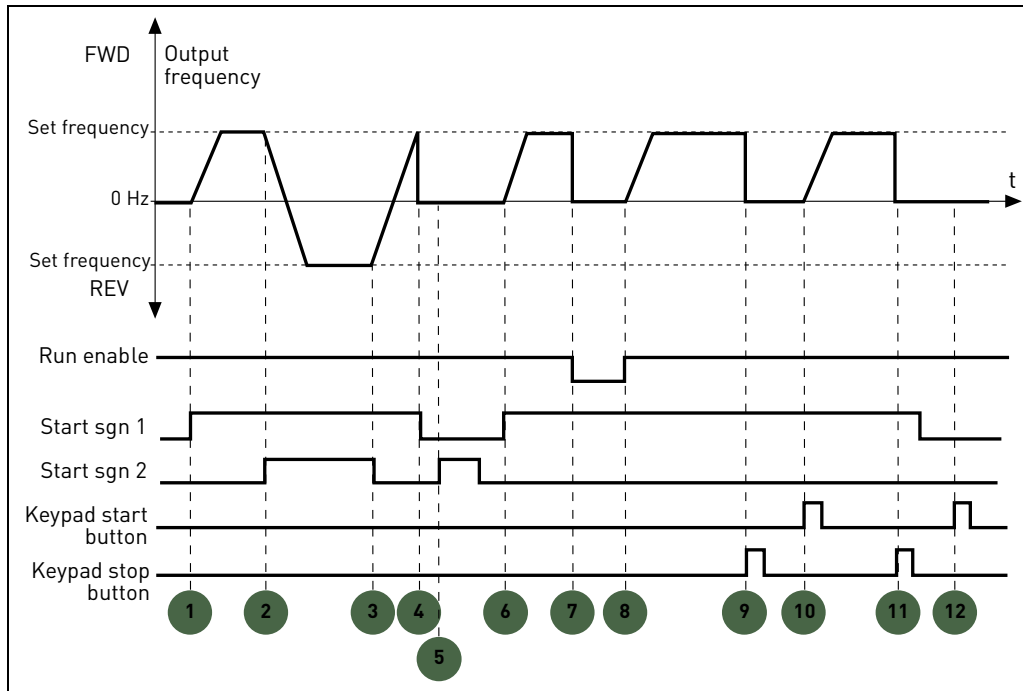 FWD
Output
frequency
Set frequency
t
0 Hz
Set frequency
REV
Run enable
Start sgn 1
Start sgn 2
Keypad start
button
Keypad stop
button
1 2 3 4 6 7 8 9 10 11 12
5